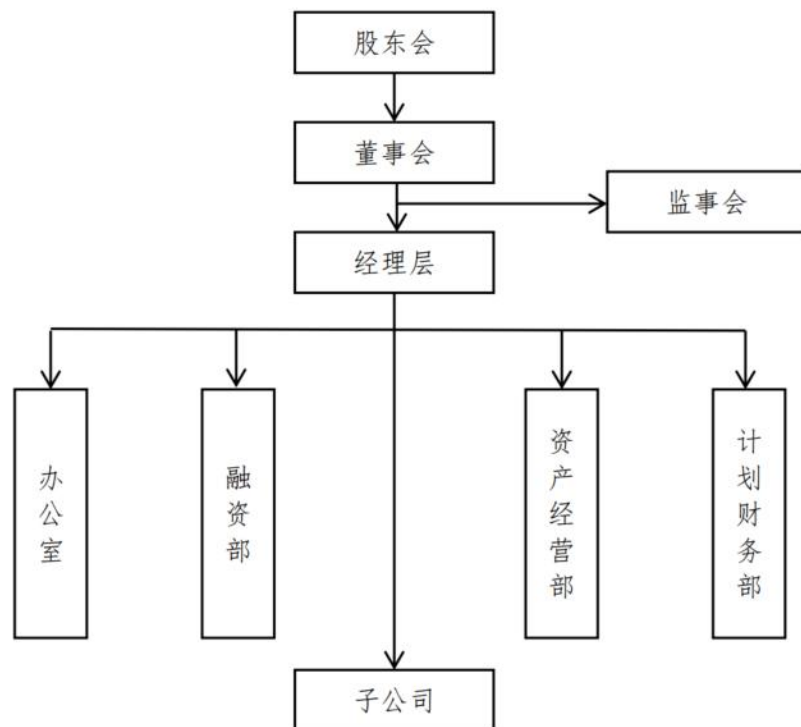 股东会
董事会
监事会
经理层
办公室
融资部
资产经营部
计划财务部
子公司